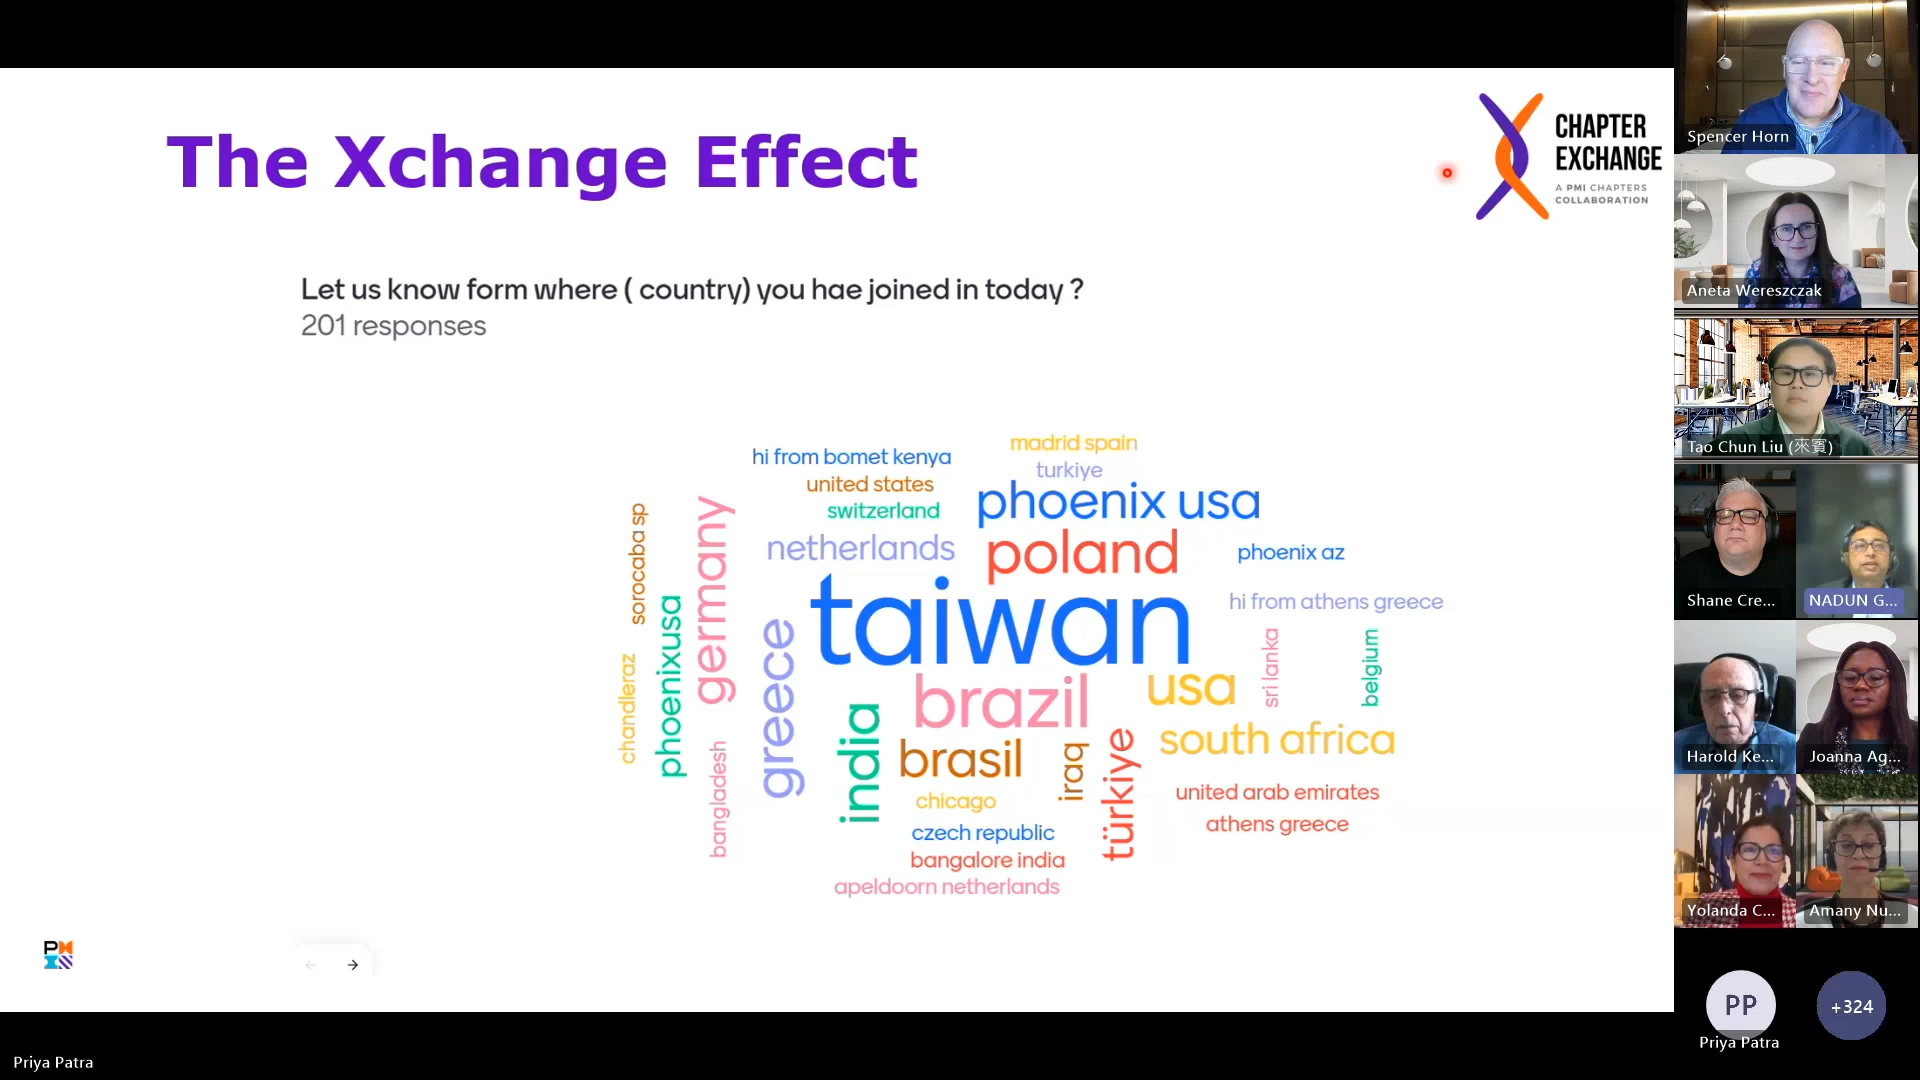 The Xchange Effect
CHAPTER
EXCHANGE
A PMI CHAPTERS
COLLABORATION
Let us know form where ( country) you hae joined in today ?
201 responses
madrid spain
hi from bomet kenya
turkiye
united states
phoenix usa
switzerland
netherlands
poland
phoenix az
sorocaba sp
germany
taiwan
hi from athens greece
phoenixusa
greece
sri lanka
belgium
chandleraz
brazil
usa
india
south africa
brasil
iraq
türkiye
bangladesh
chicago
united arab emirates
athens greece
czech republic
bangalore india
apeldoorn netherlands
Spencer Horn
Aneta Wereszczak
Tao Chun Liu (來賓)
Shane Cre...
NADUN G...
Harold Ke...
Joanna Ag...
Yolanda C...
Amany Nu...
PP
+324
Priya Patra
Priya Patra